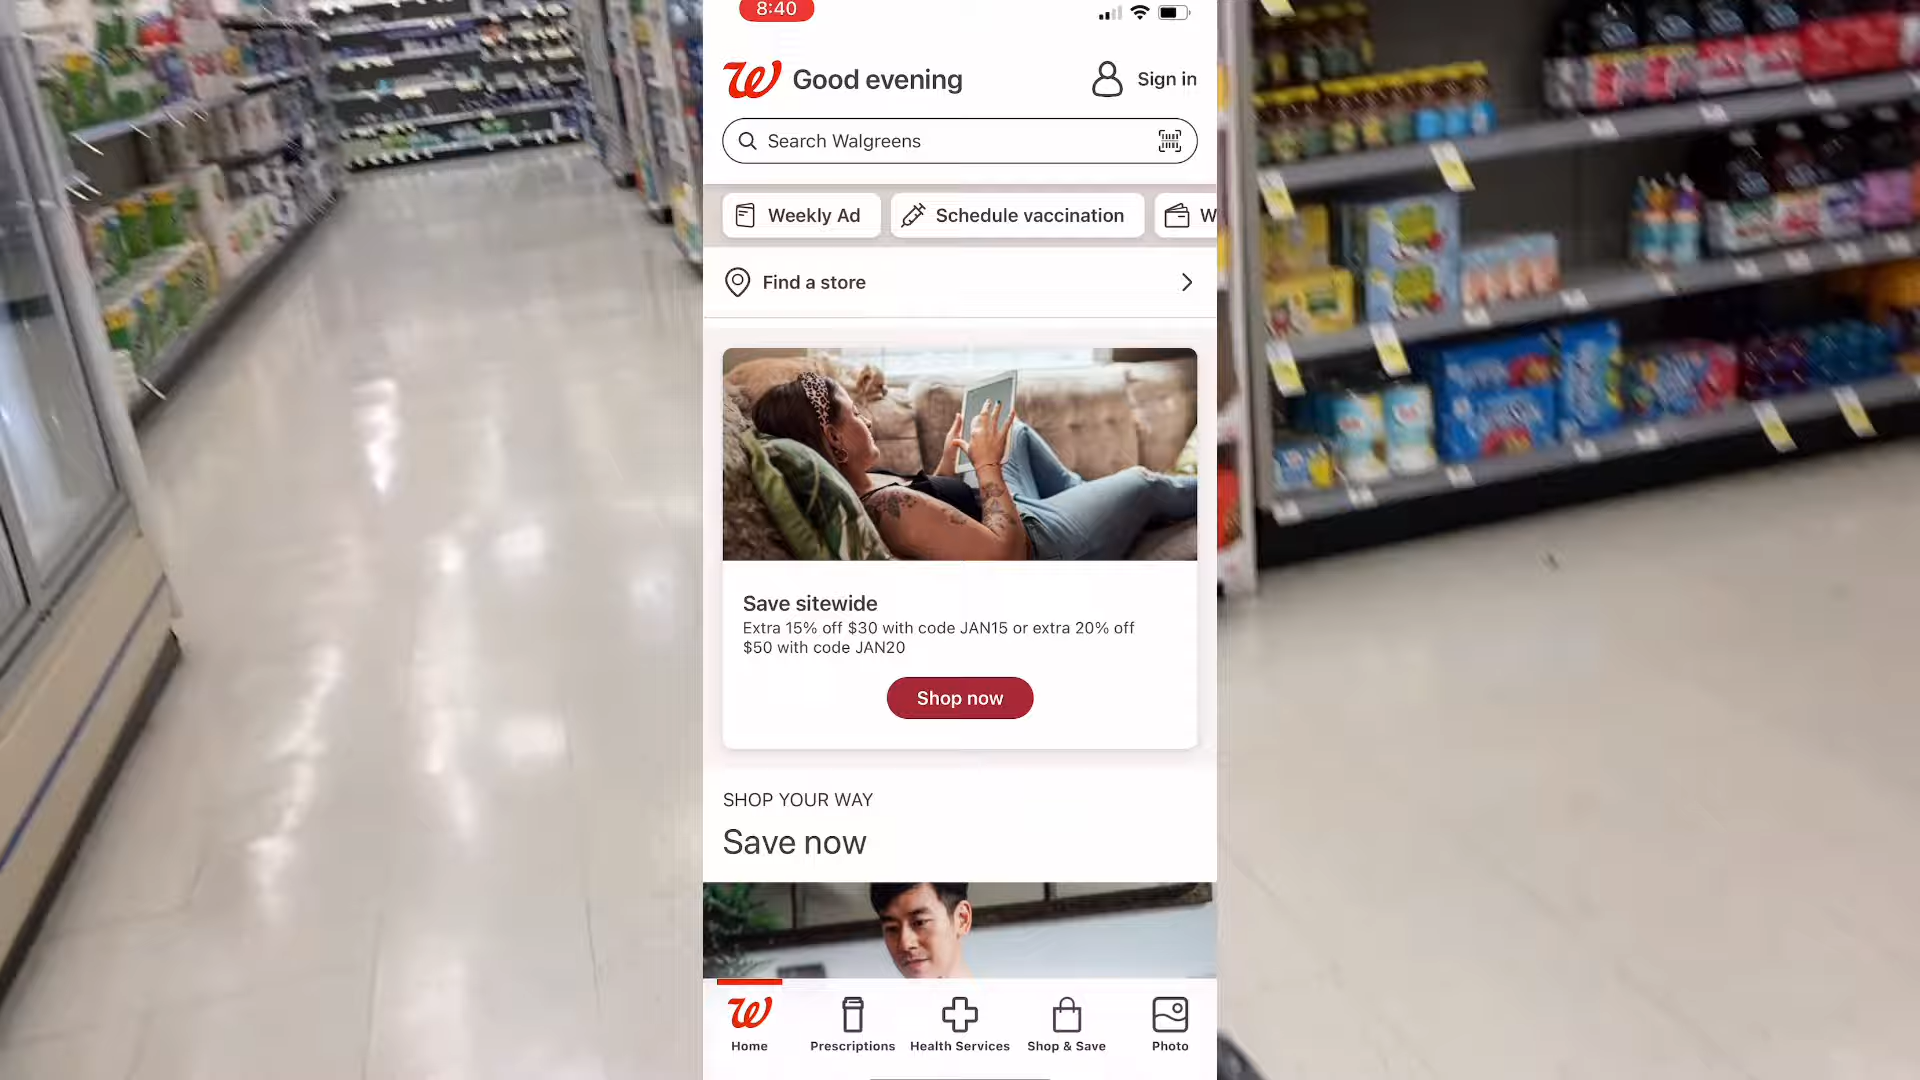 8:40
Good evening
Sign in
Search Walgreens
Weekly Ad
Schedule vaccination
W
Find a store
Save sitewide
Extra 15% off $30 with code JAN15 or extra 20% off
$50 with code JAN20
Shop now
SHOP YOUR WAY
Save now
Home
Prescriptions
Health Services
Shop & Save
Photo